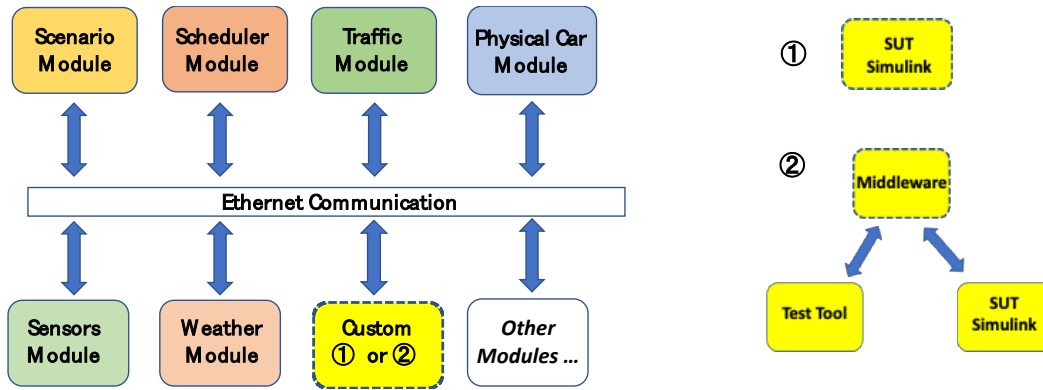 Scenario
Module
Scheduler
Module
Traffic
Module
Physical Car
Module
Ethernet Communication
Sensors
Module
Weather
Module
Custom
① or ②
Other
Modules ...
①
SUT
Simulink
②
Middleware
Test Tool
SUT
Simulink